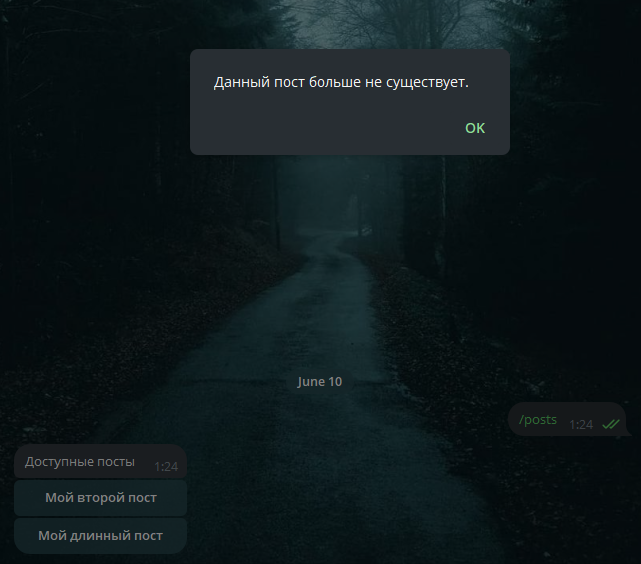 Данный пост больше не существует.
OK
June 10
/posts 1:24
Доступные посты 1:24
Мой второй пост
Мой длинный пост